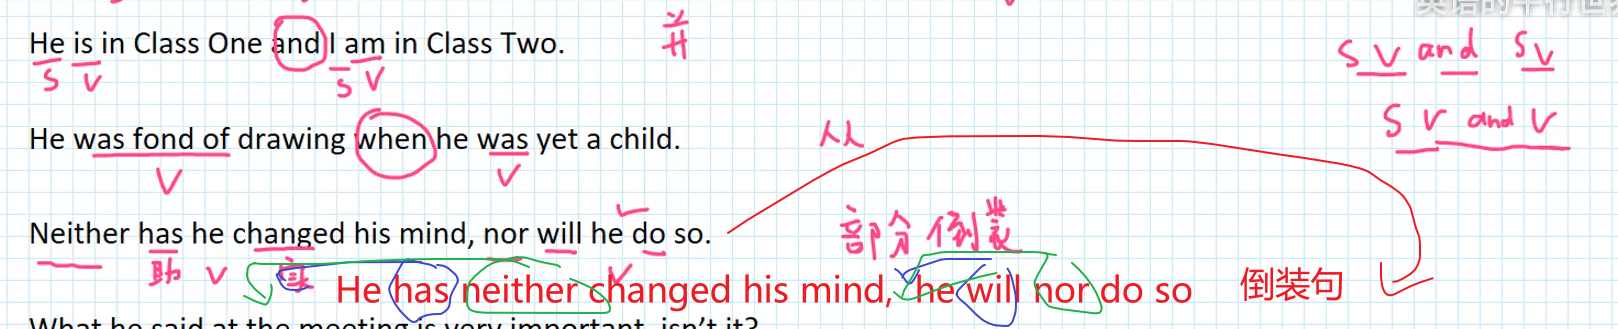 He is in Class One and I am in Class Two.
S V S V
并
S V and S V
S V and V
He was fond of drawing when he was yet a child.
V V
从
Neither has he changed his mind, nor will he do so.
部分倒装
助 V
He has neither changed his mind, he will nor do so
倒装句
What he said at the meeting is very important, isn't it?